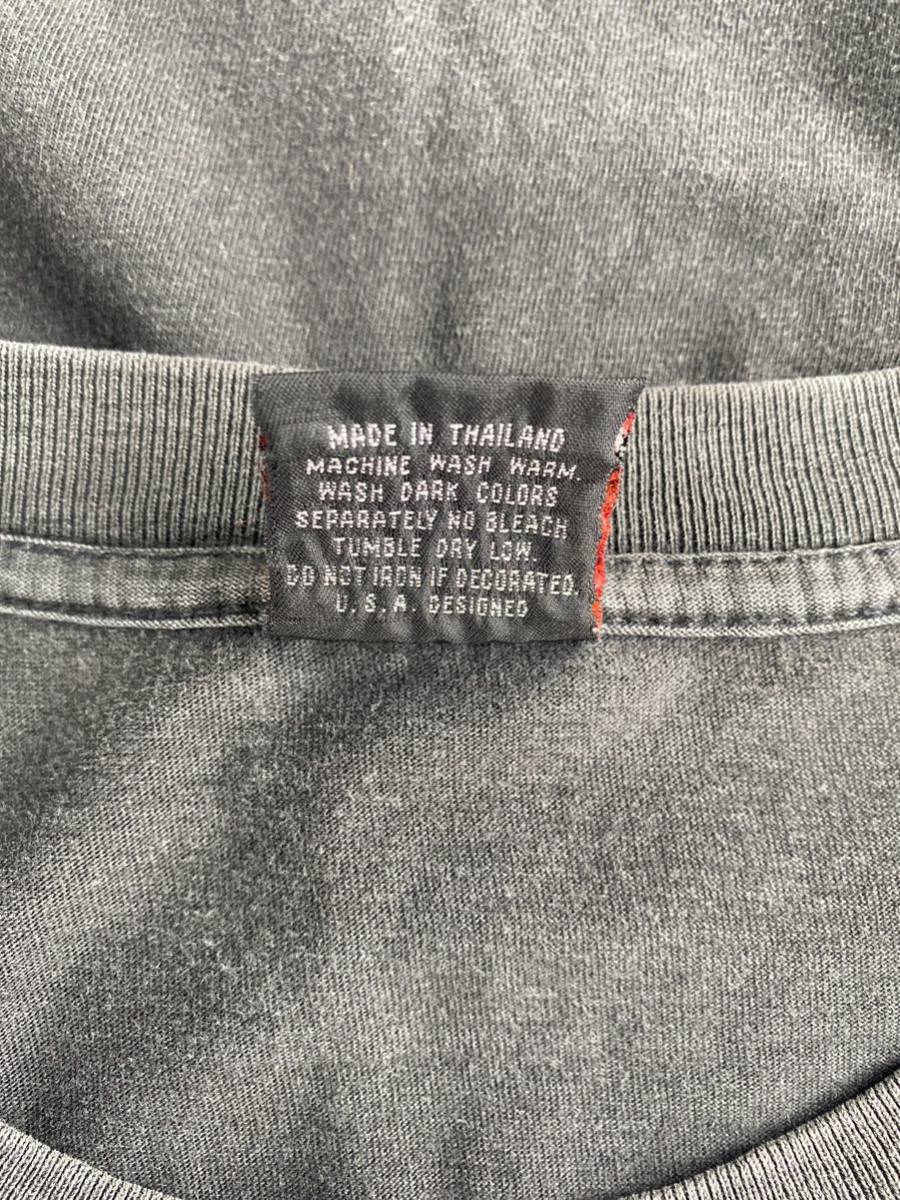 MADE IN THAILAND
MACHINE WASH WARM.
WASH DARK COLORS
SEPARATELY NO BLEACH
TUMBLE DRY LOW.
DO NOT IRON IF DECORATED.
U.S.A. DESIGNED